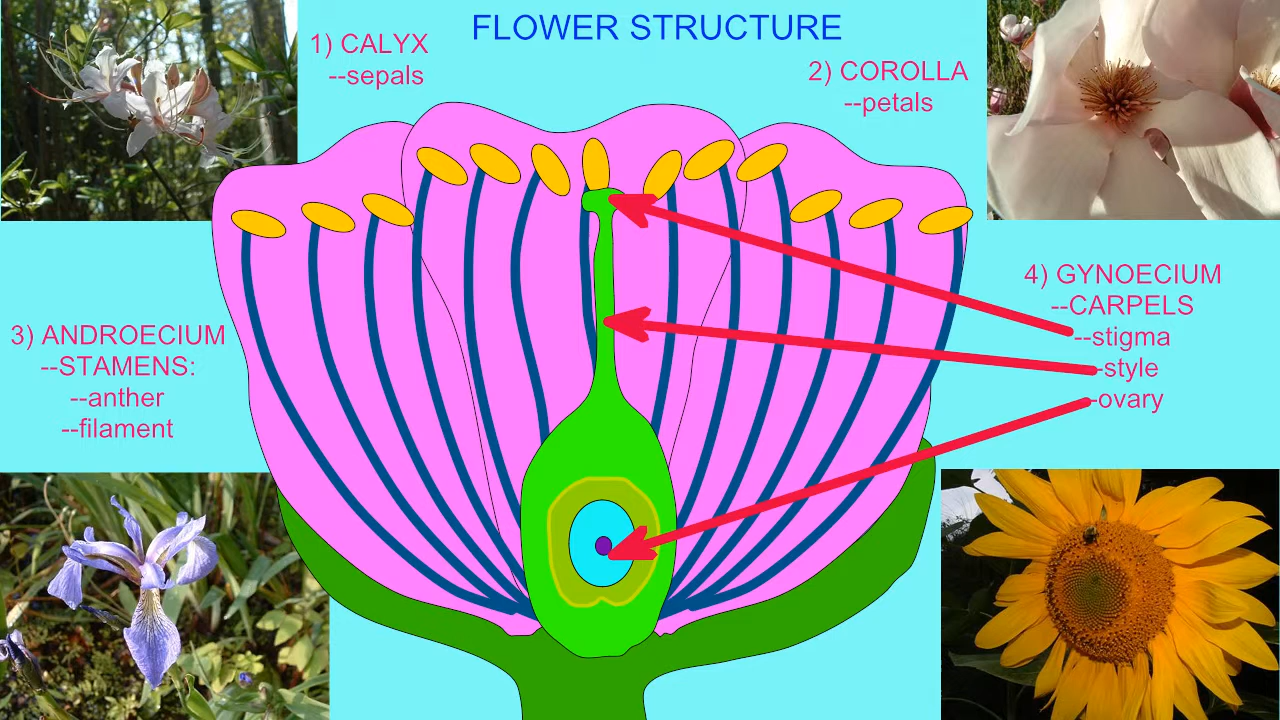 FLOWER STRUCTURE
1) CALYX
--sepals
2) COROLLA
--petals
3) ANDROECIUM
--STAMENS:
--anther
--filament
4) GYNOECIUM
--CARPELS
--stigma
-style
-ovary